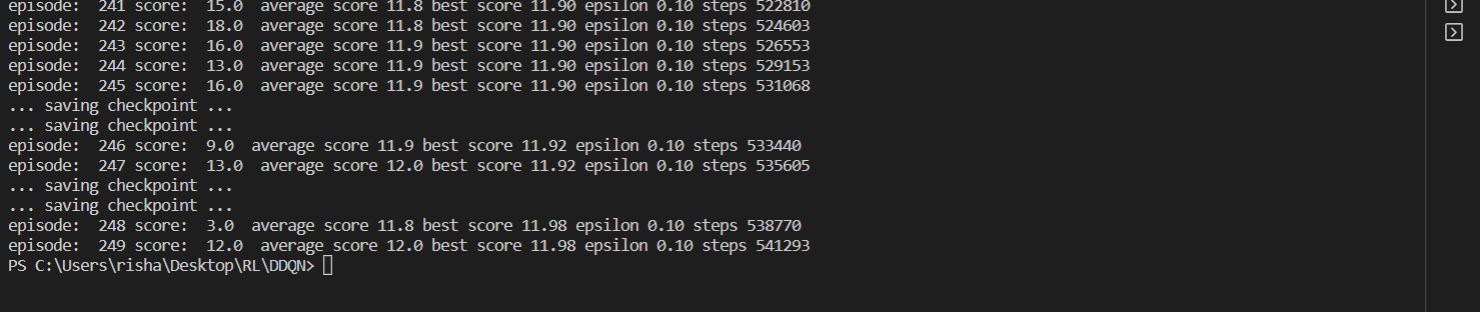 episode:  241 score:  15.0  average score 11.8 best score 11.90 epsilon 0.10 steps 522810
episode:  242 score:  18.0  average score 11.8 best score 11.90 epsilon 0.10 steps 524603
episode:  243 score:  16.0  average score 11.9 best score 11.90 epsilon 0.10 steps 526553
episode:  244 score:  13.0  average score 11.9 best score 11.90 epsilon 0.10 steps 529153
episode:  245 score:  16.0  average score 11.9 best score 11.90 epsilon 0.10 steps 531068
... saving checkpoint ...
... saving checkpoint ...
episode:  246 score:  9.0  average score 11.9 best score 11.92 epsilon 0.10 steps 533440
episode:  247 score:  13.0  average score 12.0 best score 11.92 epsilon 0.10 steps 535605
... saving checkpoint ...
... saving checkpoint ...
episode:  248 score:  3.0  average score 11.8 best score 11.98 epsilon 0.10 steps 538770
episode:  249 score:  12.0  average score 12.0 best score 11.98 epsilon 0.10 steps 541293
PS C:\Users\risha\Desktop\RL\DDQN>